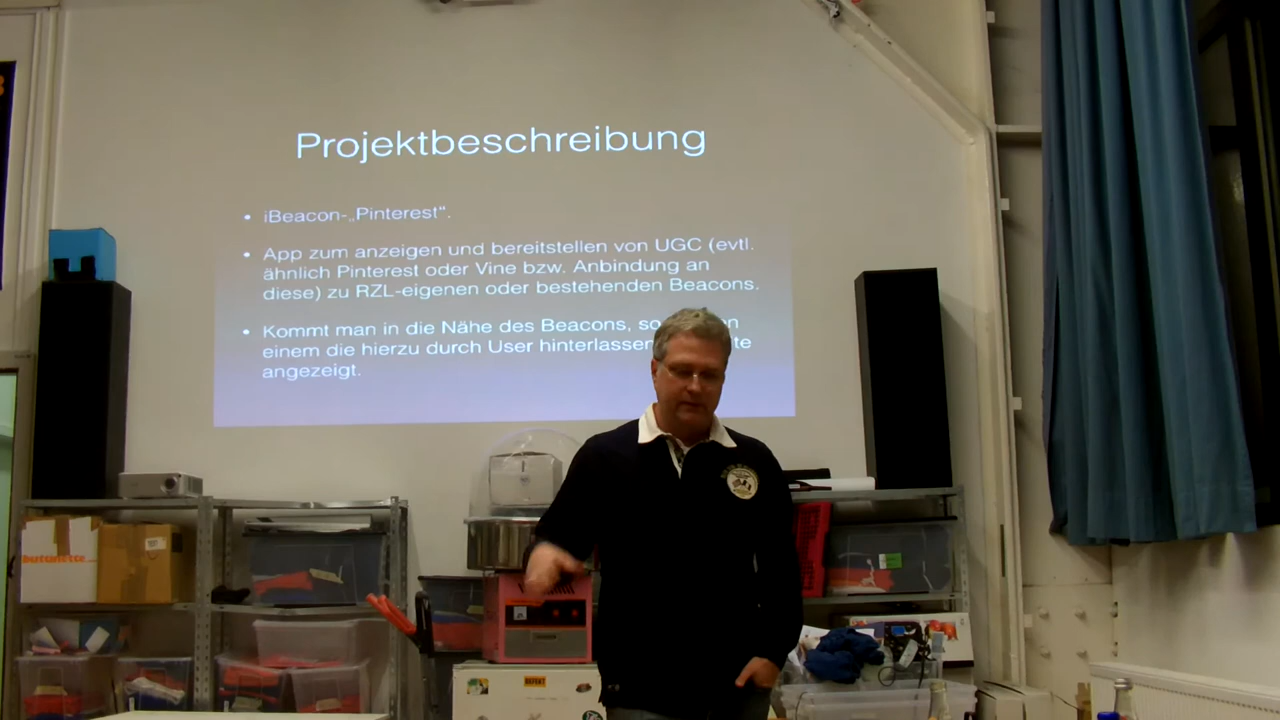 Projektbeschreibung
• iBeacon-„Pinterest“.
• App zum anzeigen und bereitstellen von UGC (evtl.
ähnlich Pinterest oder Vine bzw. Anbindung an
diese) zu RZL-eigenen oder bestehenden Beacons.
• Kommt man in die Nähe des Beacons, so
einem die hierzu durch User
angezeigt.
buttinette
DEFEKT